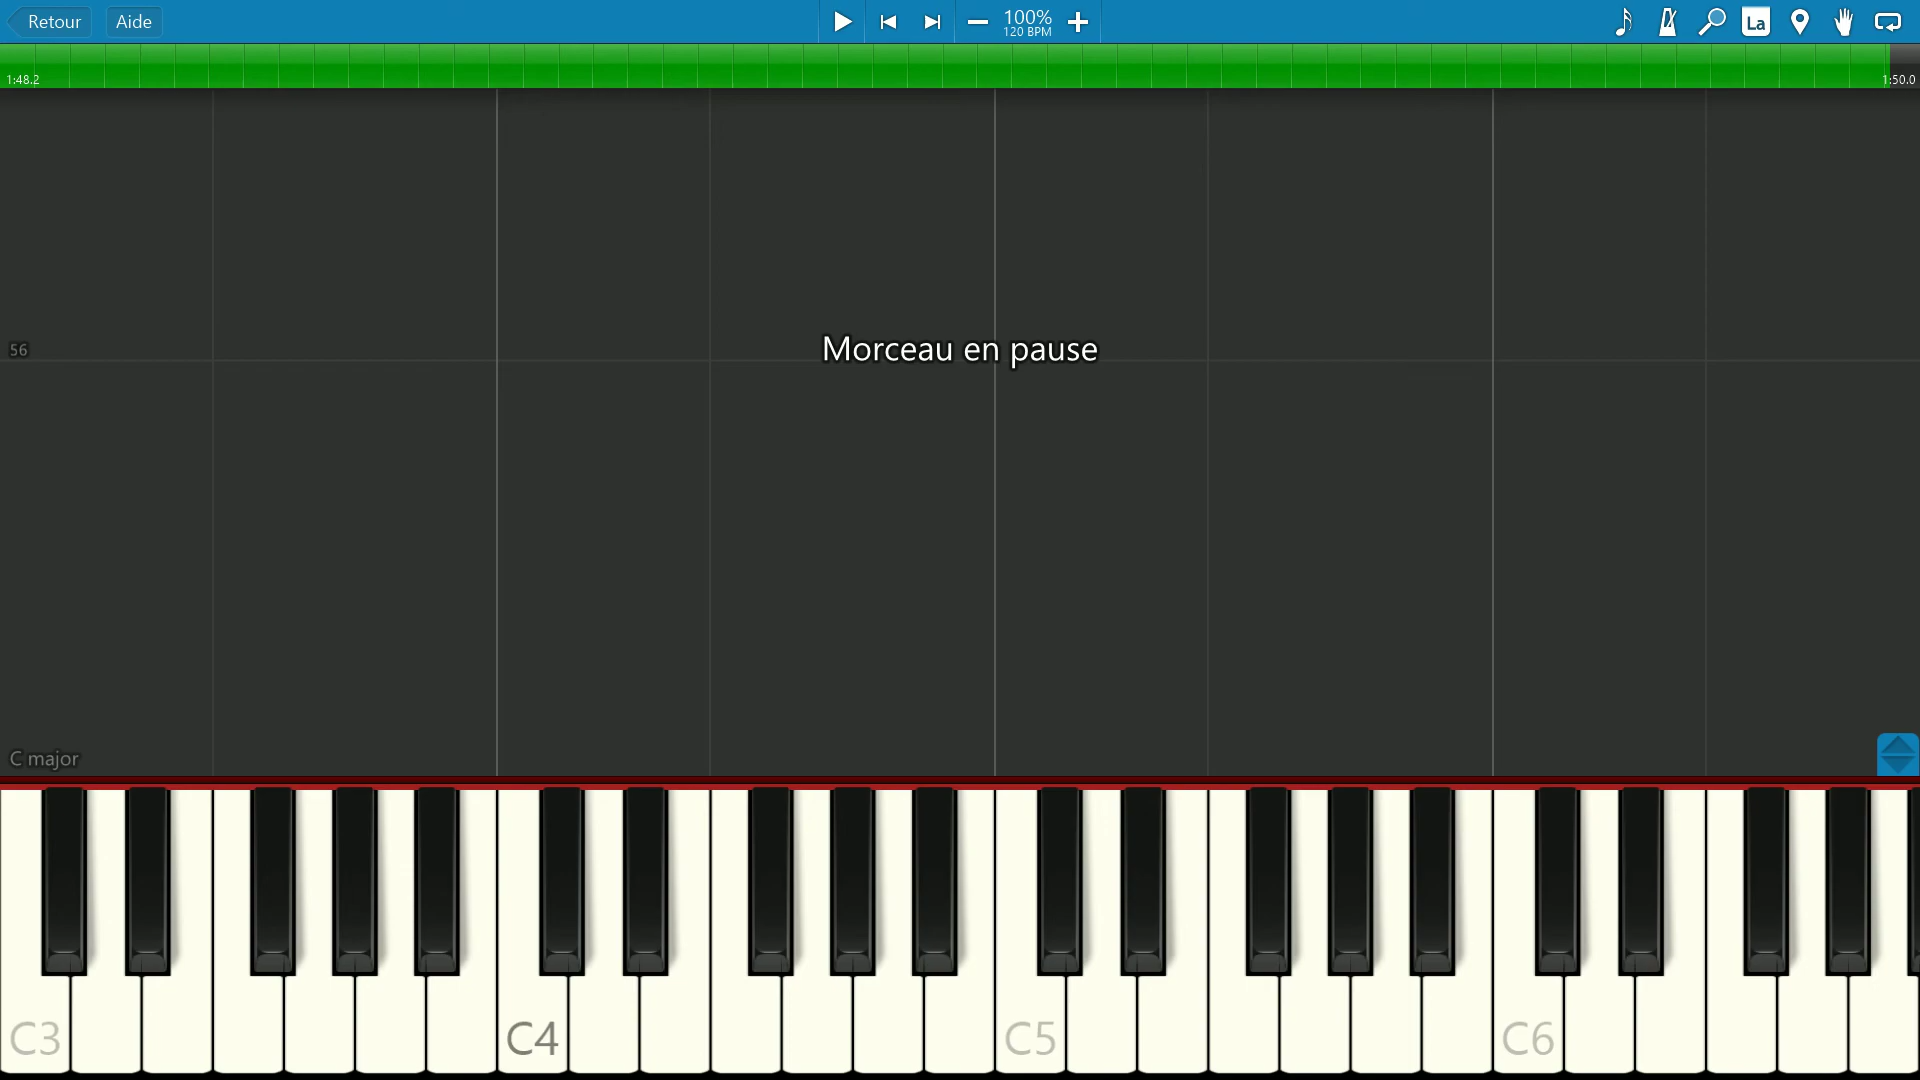 Retour
Aide
100%
120 BPM
La
1:48.2
1:50.0
56
Morceau en pause
C major
C3
C4
C5
C6